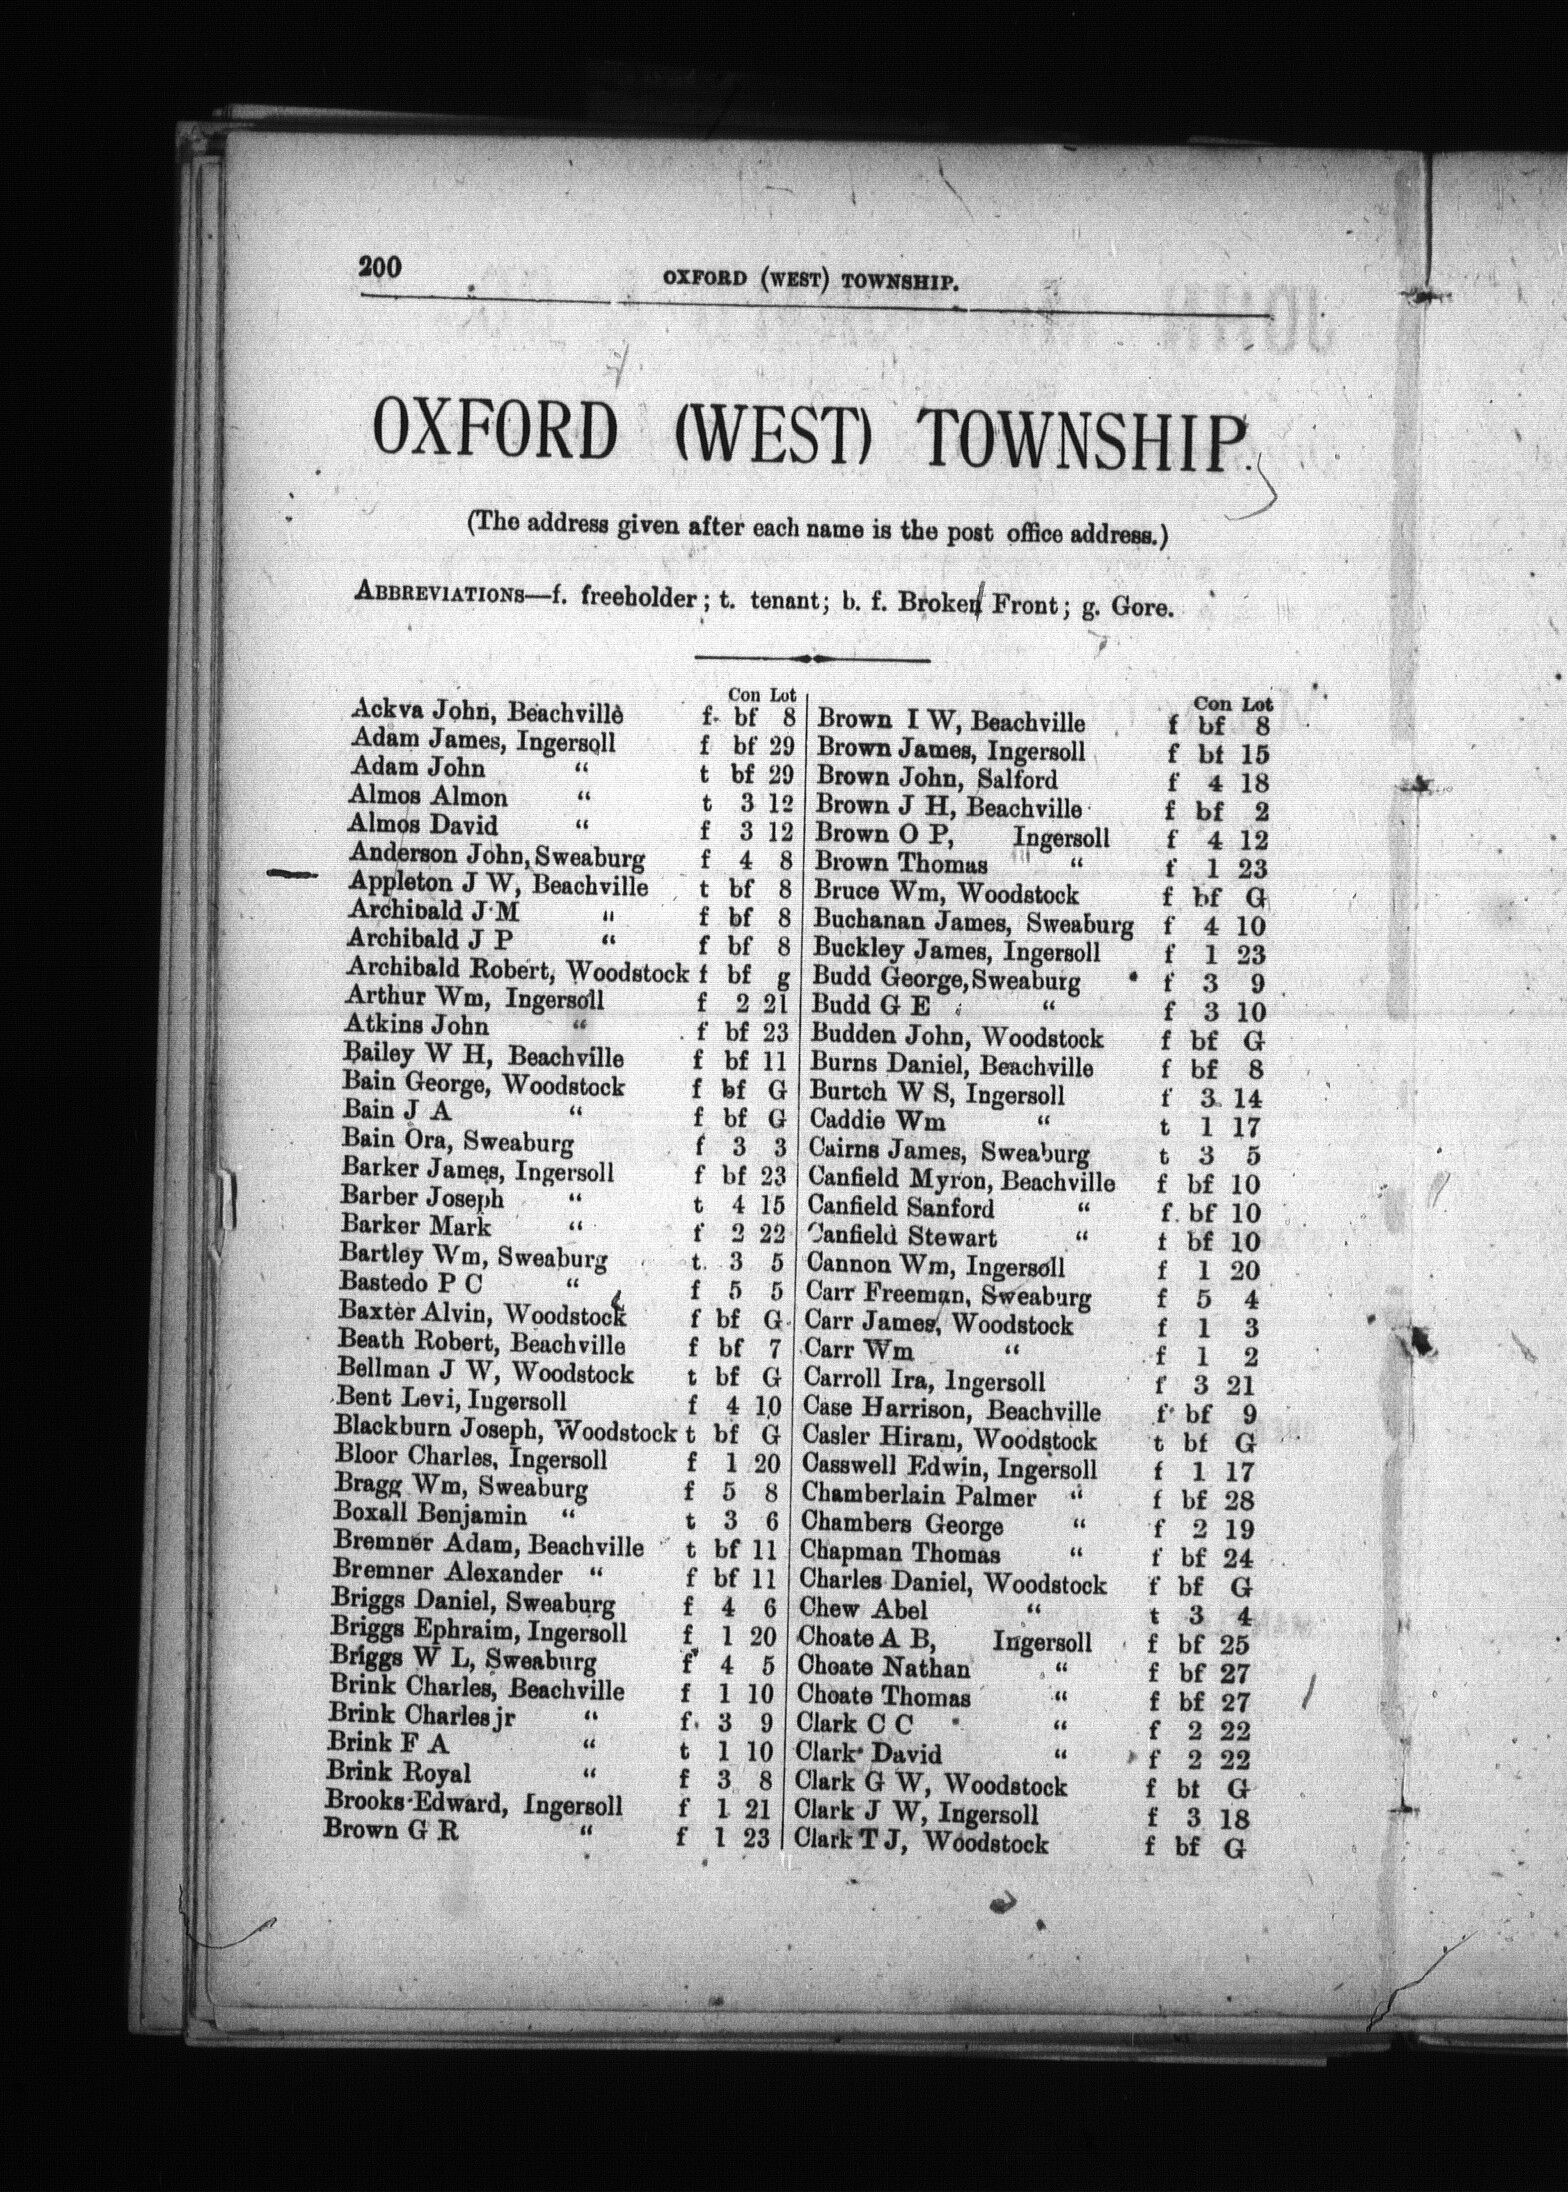 200
OXFORD (WEST) TOWNSHIP.
OXFORD (WEST) TOWNSHIP.
(The address given after each name is the post office address.)
ABBREVIATIONS—f. freeholder; t. tenant; b. f. Broken Front; g. Gore.
Con Lot
Ackva John, Beachville f bf 8
Adam James, Ingersoll f bf 29
Adam John “ t bf 29
Almos Almon “ t 3 12
Almos David “ f 3 12
Anderson John, Sweaburg f 4 8
Appleton J W, Beachville t bf 8
Archibald J M “ f bf 8
Archibald J P “ f bf 8
Archibald Robert, Woodstock f bf g
Arthur Wm, Ingersoll f 2 21
Atkins John “ f bf 23
Bailey W H, Beachville f bf 11
Bain George, Woodstock f bf G
Bain J A “ f bf G
Bain Ora, Sweaburg f 3 3
Barker James, Ingersoll f bf 23
Barber Joseph “ t 4 15
Barker Mark “ f 2 22
Bartley Wm, Sweaburg t 3 5
Bastedo P C “ f 5 5
Baxter Alvin, Woodstock f bf G
Beath Robert, Beachville f bf 7
Bellman J W, Woodstock t bf G
Bent Levi, Ingersoll f 4 10
Blackburn Joseph, Woodstock t bf G
Bloor Charles, Ingersoll f 1 20
Bragg Wm, Sweaburg f 5 8
Boxall Benjamin “ t 3 6
Bremner Adam, Beachville t bf 11
Bremner Alexander “ f bf 11
Briggs Daniel, Sweaburg f 4 6
Briggs Ephraim, Ingersoll f 1 20
Briggs W L, Sweaburg f 4 5
Brink Charles, Beachville f 1 10
Brink Charles jr “ f 3 9
Brink F A “ t 1 10
Brink Royal “ f 3 8
Brooks Edward, Ingersoll f 1 21
Brown G R “ f 1 23
Con Lot
Brown I W, Beachville f bf 8
Brown James, Ingersoll f bf 15
Brown John, Salford f 4 18
Brown J H, Beachville f bf 2
Brown O P, Ingersoll f 4 12
Brown Thomas “ f 1 23
Bruce Wm, Woodstock f bf G
Buchanan James, Sweaburg f 4 10
Buckley James, Ingersoll f 1 23
Budd George, Sweaburg f 3 9
Budd G E “ f 3 10
Budden John, Woodstock f bf G
Burns Daniel, Beachville f bf 8
Burtch W S, Ingersoll f 3 14
Caddie Wm “ t 1 17
Cairns James, Sweaburg t 3 5
Canfield Myron, Beachville f bf 10
Canfield Sanford “ f bf 10
Canfield Stewart “ t bf 10
Cannon Wm, Ingersoll f 1 20
Carr Freeman, Sweaburg f 5 4
Carr James, Woodstock f 1 3
Carr Wm “ f 1 2
Carroll Ira, Ingersoll f 3 21
Case Harrison, Beachville f bf 9
Casler Hiram, Woodstock t bf G
Casswell Edwin, Ingersoll f 1 17
Chamberlain Palmer “ f bf 28
Chambers George “ f 2 19
Chapman Thomas “ f bf 24
Charles Daniel, Woodstock f bf G
Chew Abel “ t 3 4
Choate A B, Ingersoll f bf 25
Choate Nathan “ f bf 27
Choate Thomas “ f bf 27
Clark C C “ f 2 22
Clark David “ f 2 22
Clark G W, Woodstock f bf G
Clark J W, Ingersoll f 3 18
Clark T J, Woodstock f bf G